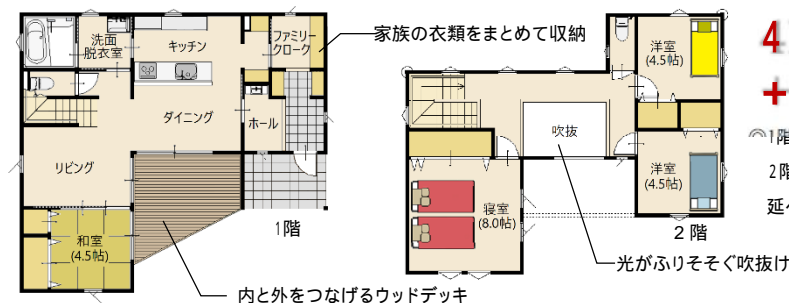 洗面
脱衣室
キッチン
ファミリー
クローク
家族の衣類をまとめて収納
ダイニング
ホール
リビング
和室
(4.5帖)
1階
内と外をつなげるウッドデッキ
洋室
(4.5帖)
吹抜
洋室
(4.5帖)
寝室
(8.0帖)
2階
光がふりそそぐ吹抜け
4
+
◎1階
2階
延